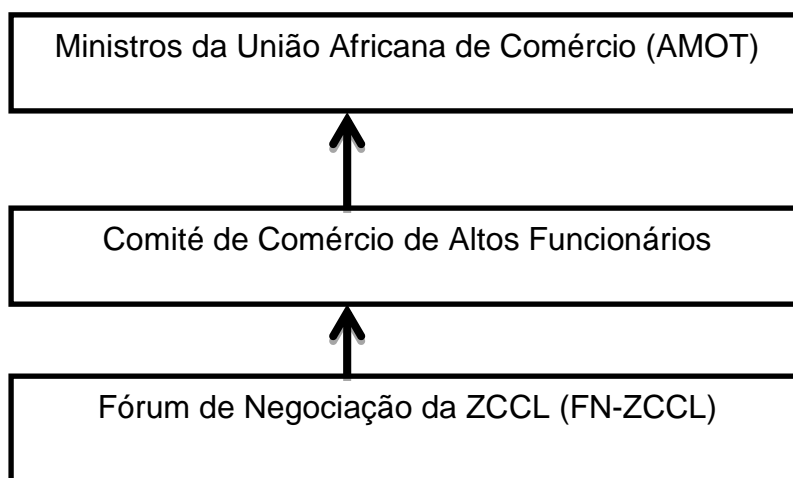 Ministros da União Africana de Comércio (AMOT)
Comité de Comércio de Altos Funcionários
Fórum de Negociação da ZCCL (FN-ZCCL)